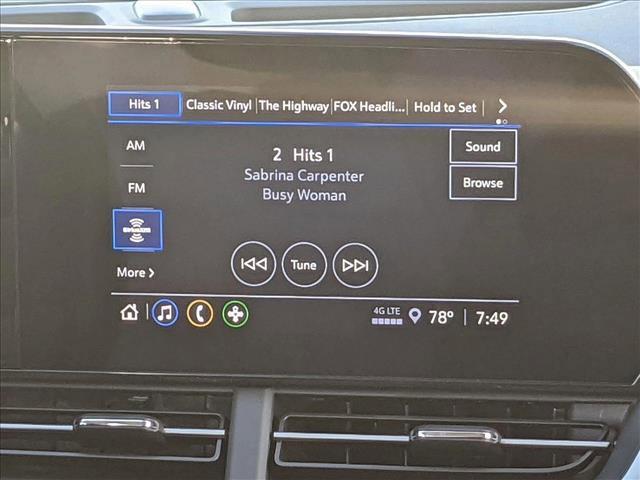 Hits 1 Classic Vinyl The Highway FOX Headli... Hold to Set
AM
FM
SiriusXM
More
2 Hits 1
Sabrina Carpenter
Busy Woman
Sound
Browse
Tune
4G LTE
78° 7:49